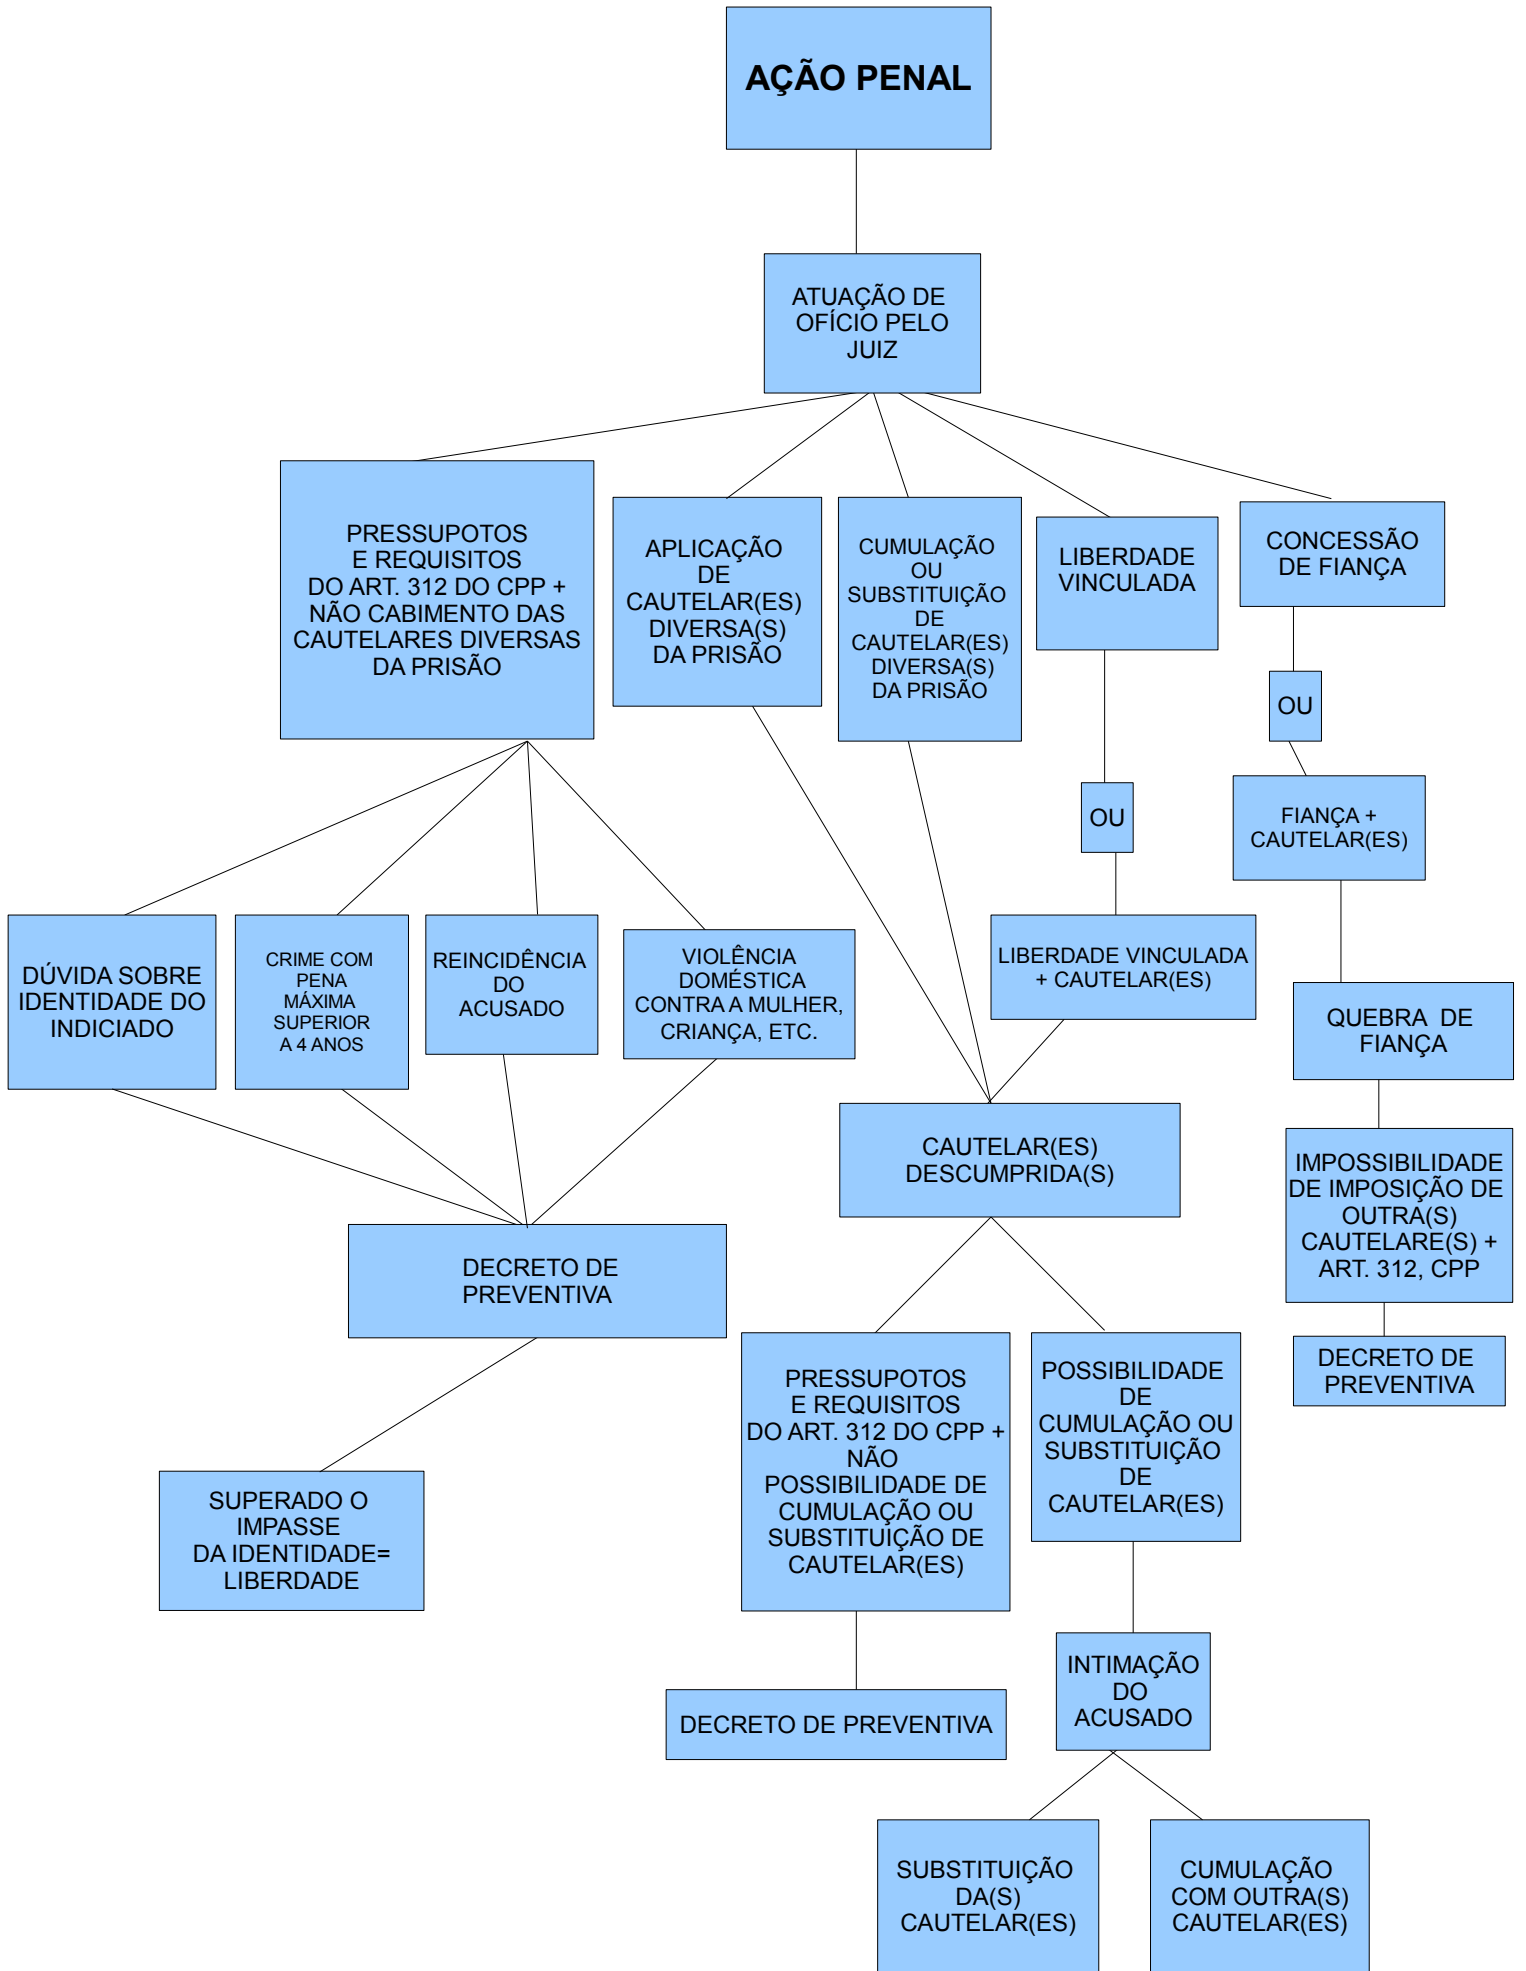 AÇÃO PENAL
ATUAÇÃO DE
OFÍCIO PELO
JUIZ
PRESSUPOTOS
E REQUISITOS
DO ART. 312 DO CPP +
NÃO CABIMENTO DAS
CAUTELARES DIVERSAS
DA PRISÃO
APLICAÇÃO
DE
CAUTELAR(ES)
DIVERSA(S)
DA PRISÃO
CUMULAÇÃO
OU
SUBSTITUIÇÃO
DE
CAUTELAR(ES)
DIVERSA(S)
DA PRISÃO
LIBERDADE
VINCULADA
CONCESSÃO
DE FIANÇA
OU
OU
FIANÇA +
CAUTELAR(ES)
DÚVIDA SOBRE
IDENTIDADE DO
INDICIADO
CRIME COM
PENA
MÁXIMA
SUPERIOR
A 4 ANOS
REINCIDÊNCIA
DO
ACUSADO
VIOLÊNCIA
DOMÉSTICA
CONTRA A MULHER,
CRIANÇA, ETC.
LIBERDADE VINCULADA
+ CAUTELAR(ES)
QUEBRA DE
FIANÇA
CAUTELAR(ES)
DESCUMPRIDA(S)
IMPOSSIBILIDADE
DE IMPOSIÇÃO DE
OUTRA(S)
CAUTELARE(S) +
ART. 312, CPP
DECRETO DE
PREVENTIVA
DECRETO DE
PREVENTIVA
PRESSUPOTOS
E REQUISITOS
DO ART. 312 DO CPP +
NÃO
POSSIBILIDADE DE
CUMULAÇÃO OU
SUBSTITUIÇÃO DE
CAUTELAR(ES)
POSSIBILIDADE
DE
CUMULAÇÃO OU
SUBSTITUIÇÃO
DE
CAUTELAR(ES)
SUPERADO O
IMPASSE
DA IDENTIDADE=
LIBERDADE
INTIMAÇÃO
DO
ACUSADO
DECRETO DE PREVENTIVA
SUBSTITUIÇÃO
DA(S)
CAUTELAR(ES)
CUMULAÇÃO
COM OUTRA(S)
CAUTELAR(ES)